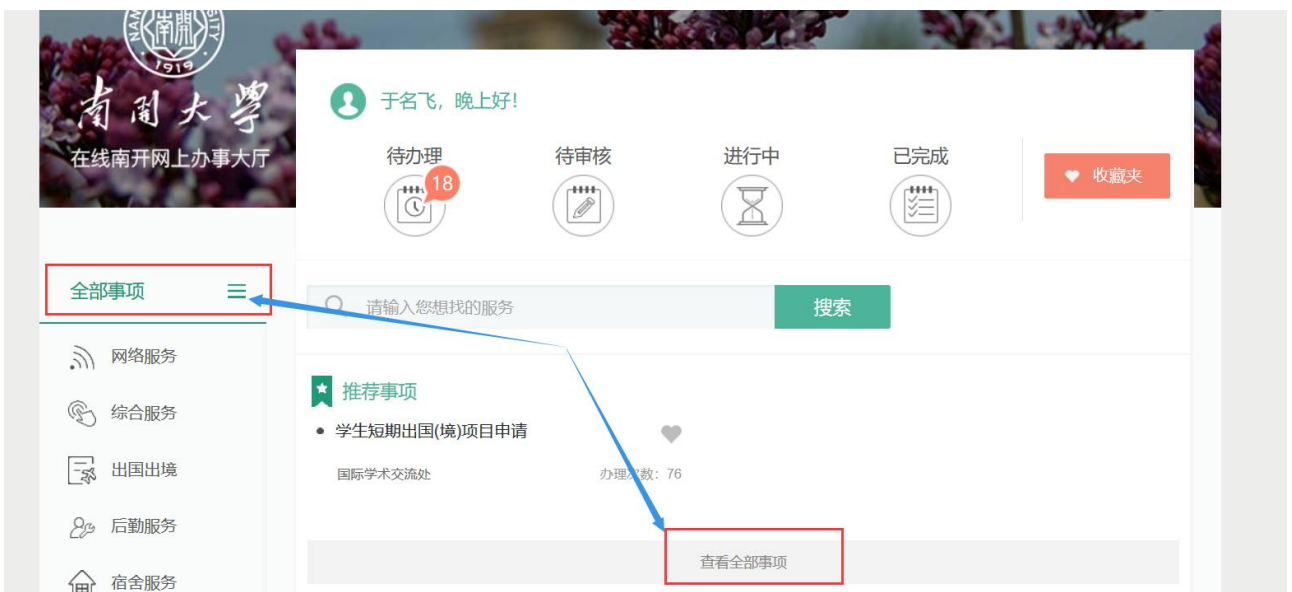 南開
1919
南開大學
在线南开网上办事大厅
于名飞，晚上好！
待办理
18
待审核
进行中
已完成
收藏夹
全部事项
请输入您想找的服务
搜索
网络服务
综合服务
出国出境
后勤服务
宿舍服务
推荐事项
学生短期出国(境)项目申请
国际学术交流处
办理次数：76
查看全部事项